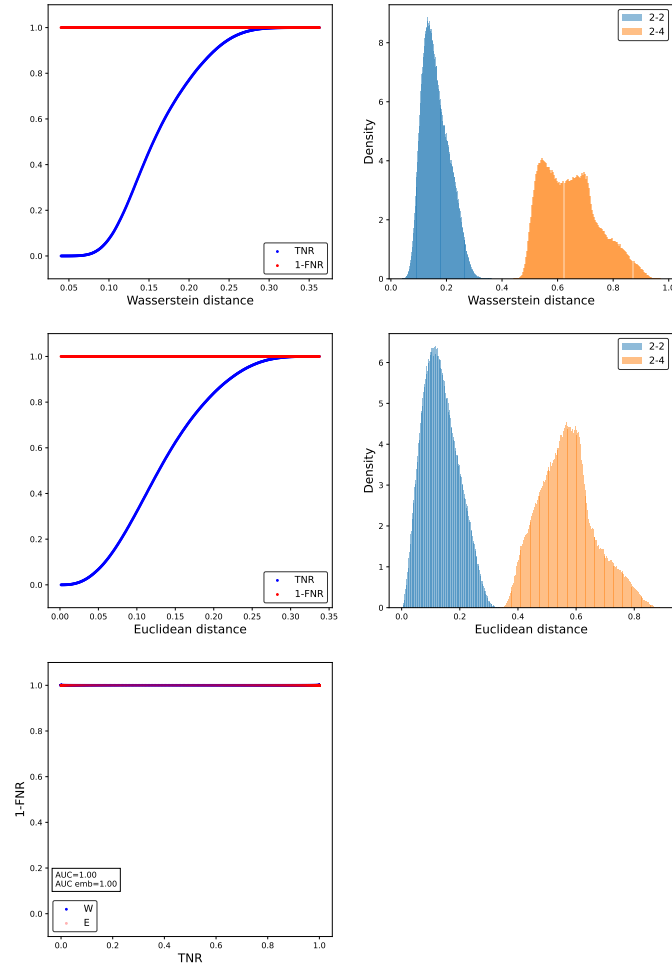 1.0
0.8
0.6
0.4
0.2
0.0
0.05 0.10 0.15 0.20 0.25 0.30 0.35
Wasserstein distance
TNR
1-FNR
8
6
4
2
0
Density
0.0 0.2 0.4 0.6 0.8 1.0
Wasserstein distance
2-2
2-4
1.0
0.8
0.6
0.4
0.2
0.0
0.00 0.05 0.10 0.15 0.20 0.25 0.30 0.35
Euclidean distance
TNR
1-FNR
6
5
4
3
2
1
0
Density
0.0 0.2 0.4 0.6 0.8
Euclidean distance
2-2
2-4
1.0
0.8
0.6
0.4
0.2
0.0
1-FNR
AUC=1.00
AUC emb=1.00
W
E
0.0 0.2 0.4 0.6 0.8 1.0
TNR